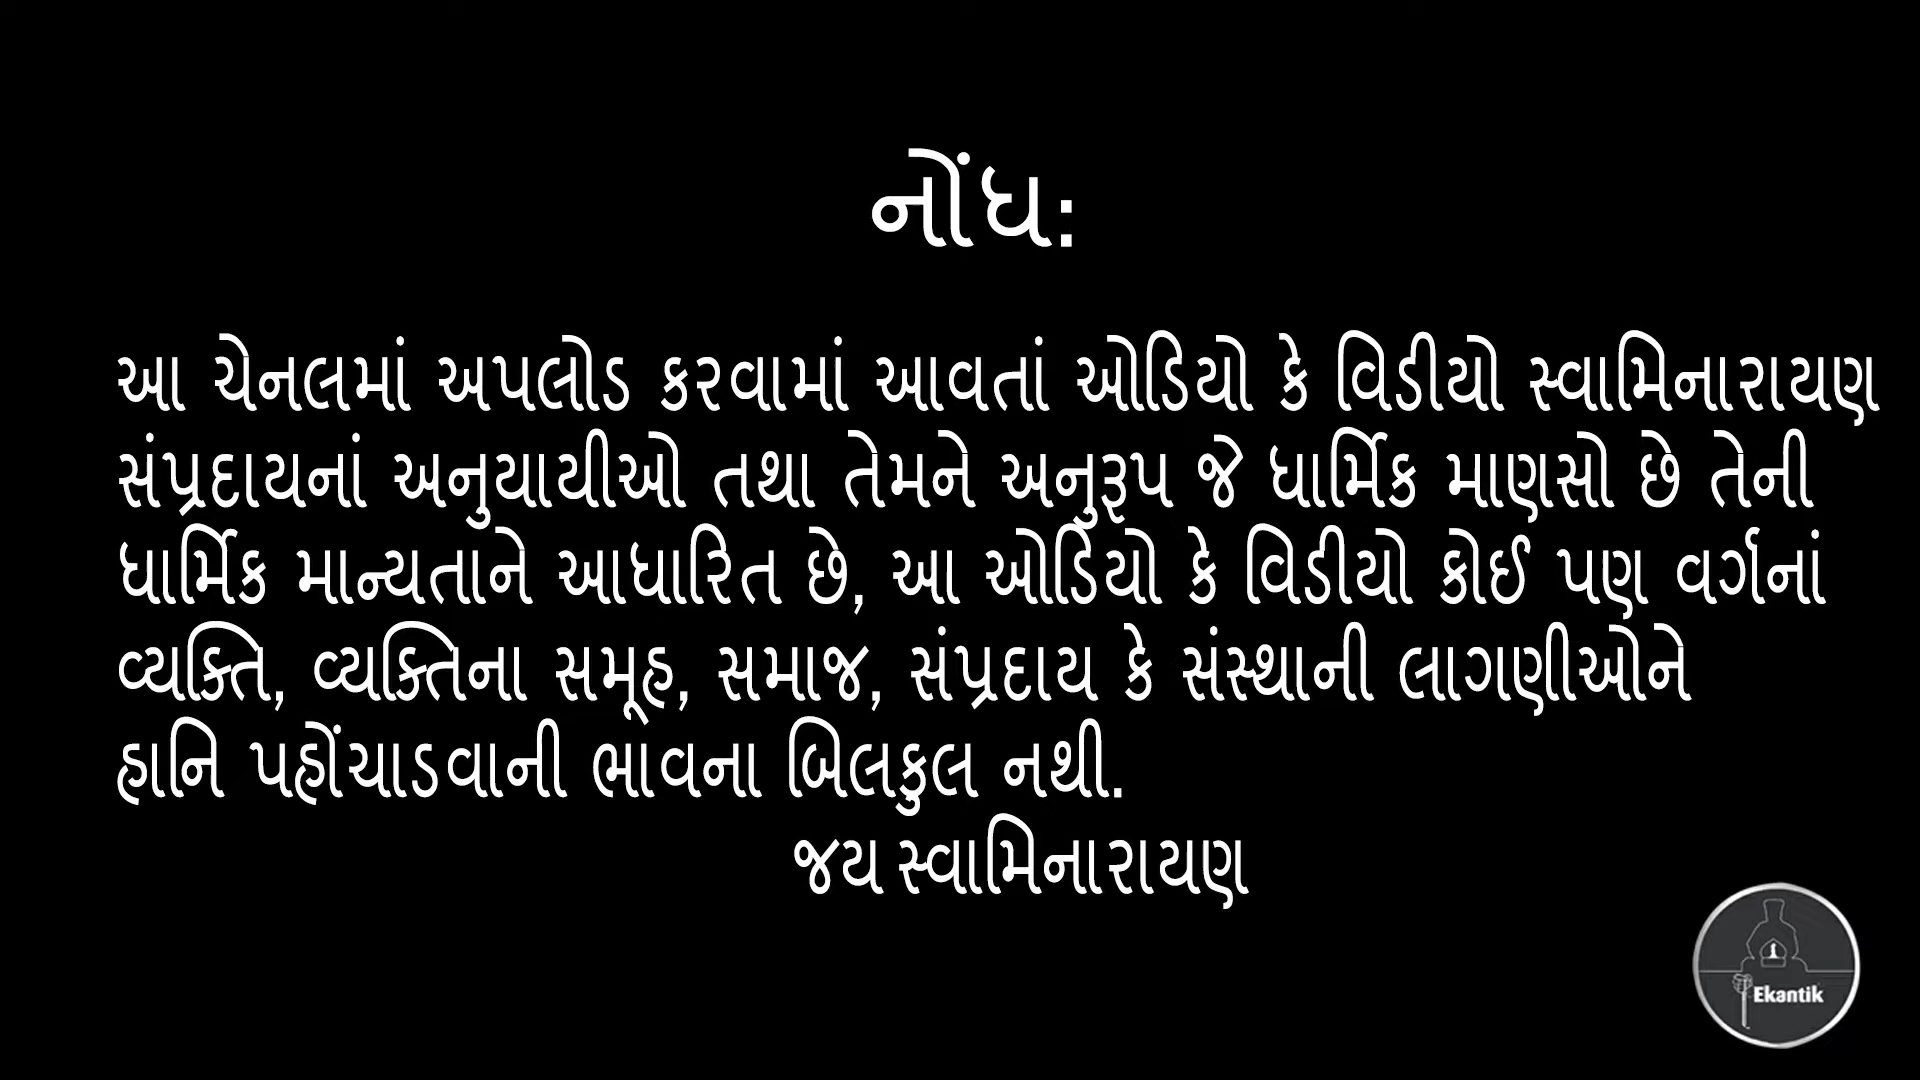 નોંધ:
આ ચેનલમાં અપલોડ કરવામાં આવતાં ઓડિયો કે વિડીયો સ્વામિનારાયણ
સંપ્રદાયનાં અનુયાયીઓ તથા તેમને અનુરૂપ જે ધાર્મિક માણસો છે તેની
ધાર્મિક માન્યતાને આધારિત છે, આ ઓડિયો કે વિડીયો કોઈ પણ વર્ગનાં
વ્યક્તિ, વ્યક્તિના સમૂહ, સમાજ, સંપ્રદાય કે સંસ્થાની લાગણીઓને
હાનિ પહોંચાડવાની ભાવના બિલકુલ નથી.
જય સ્વામિનારાયણ
Ekantik